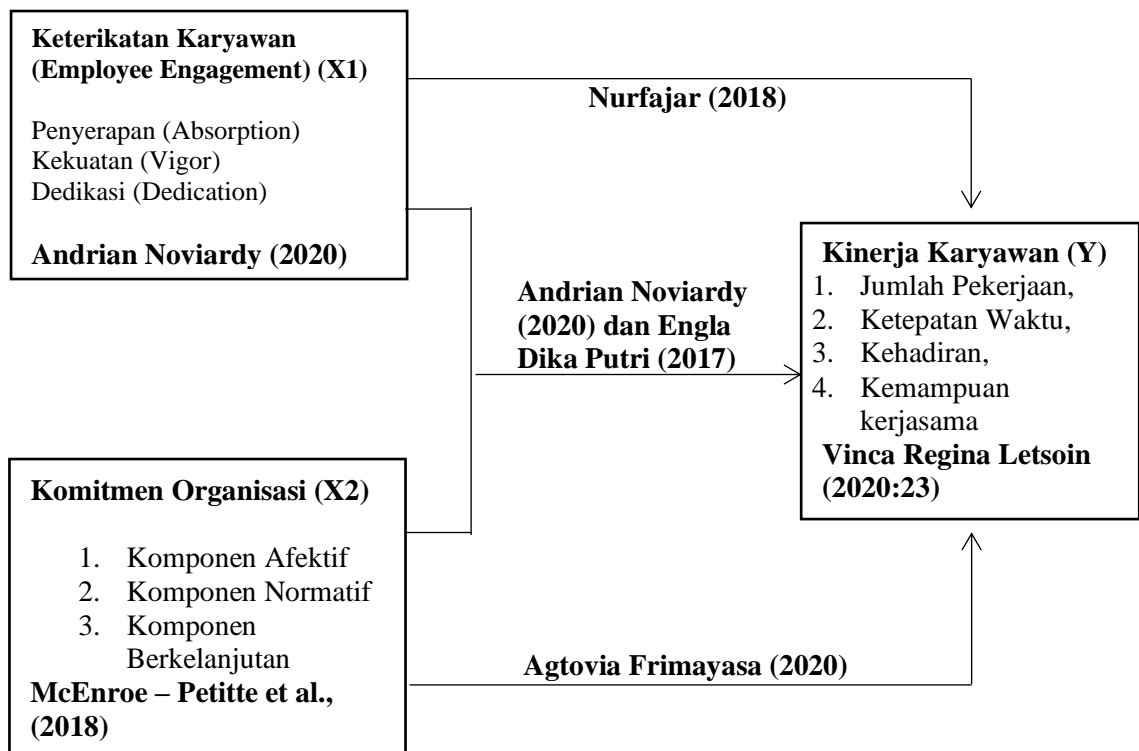 Keterikatan Karyawan
(Employee Engagement) (X1)
Penyerapan (Absorption)
Kekuatan (Vigor)
Dedikasi (Dedication)
Andrian Noviardy (2020)
Nurfajar (2018)
Andrian Noviardy
(2020) dan Engla
Dika Putri (2017)
Kinerja Karyawan (Y)
1. Jumlah Pekerjaan,
2. Ketepatan Waktu,
3. Kehadiran,
4. Kemampuan
kerjasama
Vinca Regina Letsoin
(2020:23)
Komitmen Organisasi (X2)
1. Komponen Afektif
2. Komponen Normatif
3. Komponen
Berkelanjutan
McEnroe – Petitte et al.,
(2018)
Agtovia Frimayasa (2020)